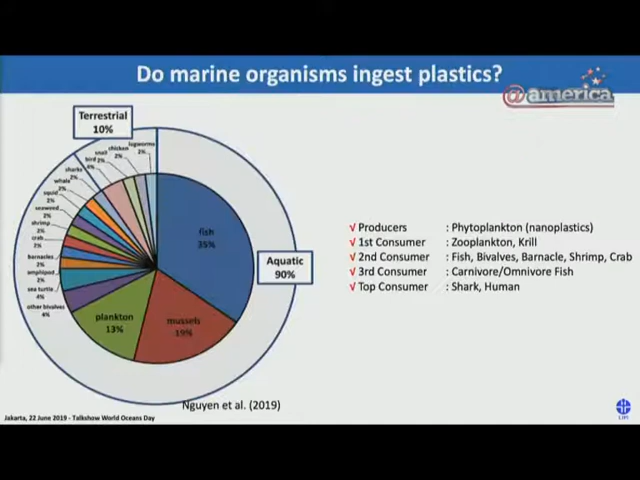 Do marine organisms ingest plastics?
@america
Terrestrial
10%
lugworms
2%
chicken
2%
snail
2%
bird
4%
sharks
2%
whale
2%
squid
2%
seaweed
2%
shrimp
2%
crab
2%
barnacles
2%
amphipod
2%
sea turtle
4%
other bivalves
4%
plankton
13%
mussels
19%
fish
35%
Aquatic
90%
√ Producers : Phytoplankton (nanoplastics)
√ 1st Consumer : Zooplankton, Krill
√ 2nd Consumer : Fish, Bivalves, Barnacle, Shrimp, Crab
√ 3rd Consumer : Carnivore/Omnivore Fish
√ Top Consumer : Shark, Human
Nguyen et al. (2019)
Jakarta, 22 June 2019 - Talkshow World Oceans Day
LIPI